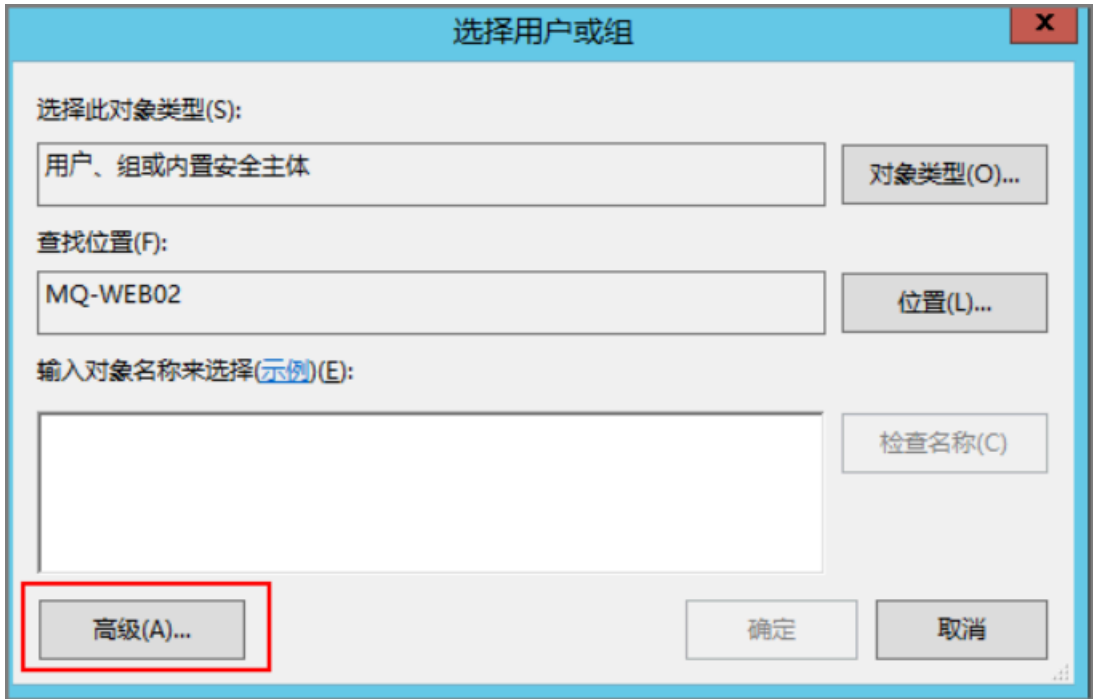 选择用户或组
x
选择此对象类型(S):
用户、组或内置安全主体
对象类型(O)...
查找位置(F):
MQ-WEB02
位置(L)...
输入对象名称来选择(示例)(E):
检查名称(C)
高级(A)...
确定
取消